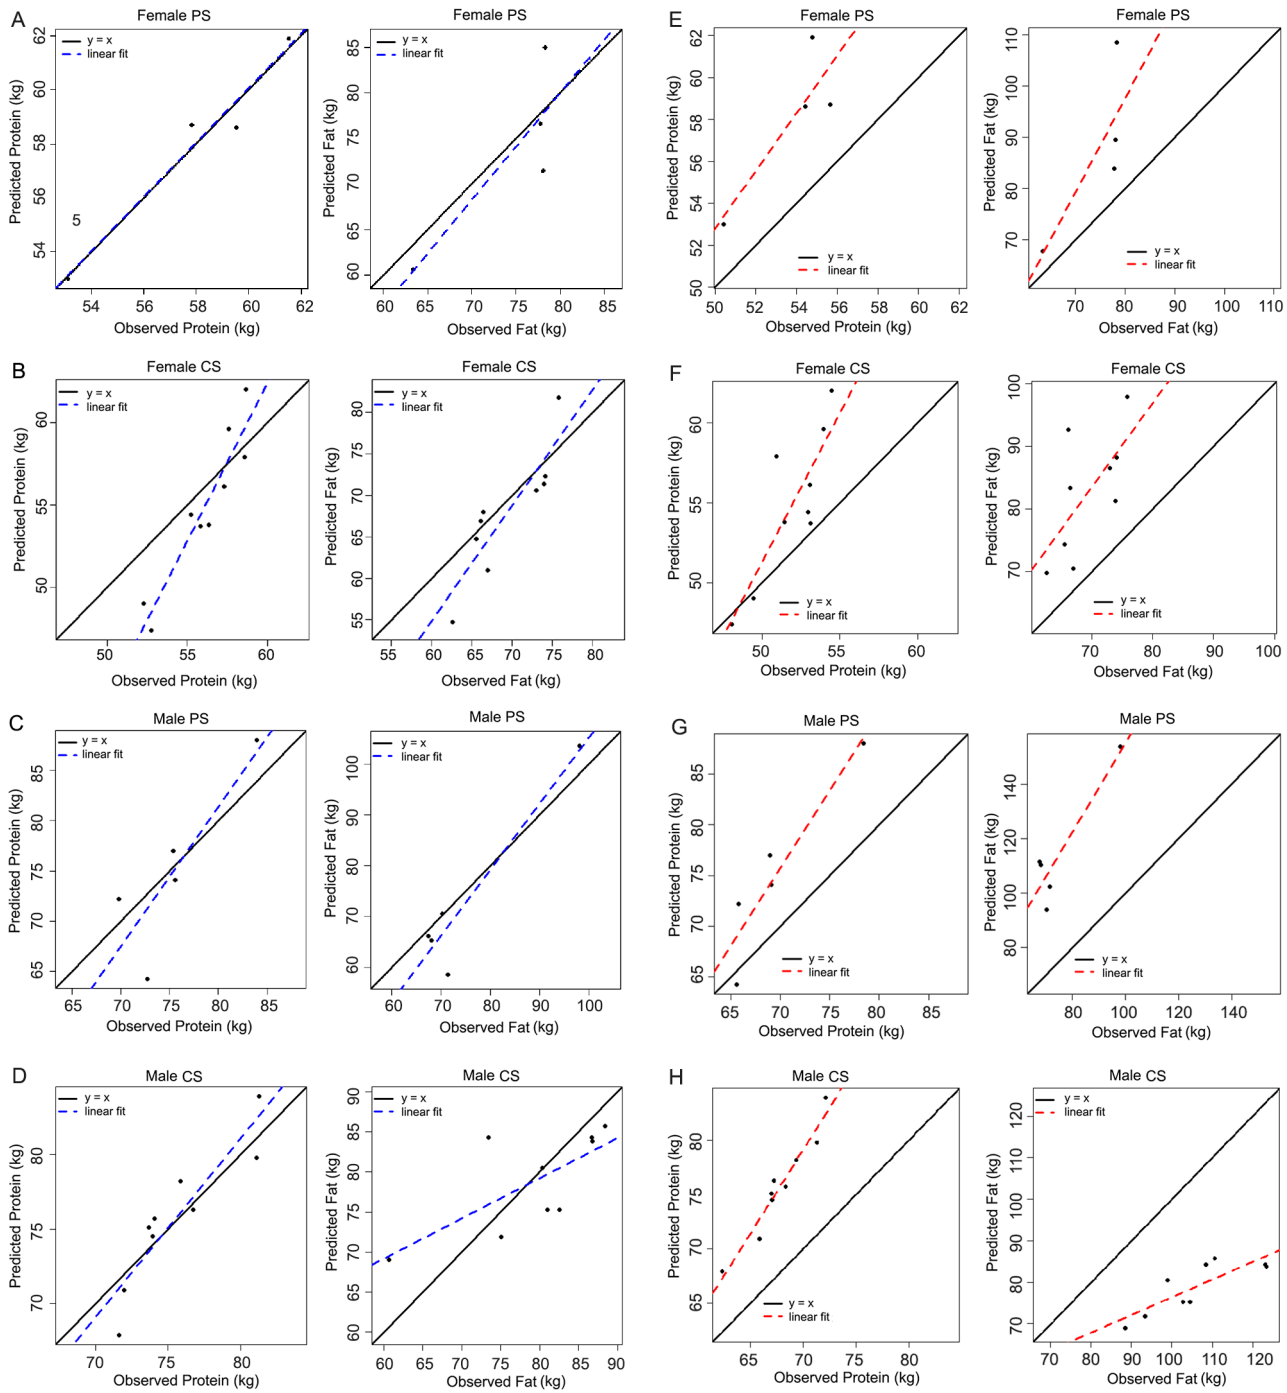 A
Female PS
y = x
linear fit
Predicted Protein (kg)
54 56 58 60 62
5
54 56 58 60 62
Observed Protein (kg)
y = x
linear fit
Predicted Fat (kg)
60 65 70 75 80 85
60 65 70 75 80 85
Observed Fat (kg)
E
Female PS
Predicted Protein (kg)
50 52 54 56 58 60 62
y = x
linear fit
50 52 54 56 58 60 62
Observed Protein (kg)
Female PS
Predicted Fat (kg)
70 80 90 100 110
y = x
linear fit
70 80 90 100 110
Observed Fat (kg)
B
Female CS
y = x
linear fit
Predicted Protein (kg)
50 55 60
50 55 60
Observed Protein (kg)
y = x
linear fit
Predicted Fat (kg)
55 60 65 70 75 80
55 60 65 70 75 80
Observed Fat (kg)
F
Female CS
Predicted Protein (kg)
50 55 60
y = x
linear fit
50 55 60
Observed Protein (kg)
Predicted Fat (kg)
70 80 90 100
y = x
linear fit
70 80 90 100
Observed Fat (kg)
C
Male PS
y = x
linear fit
Predicted Protein (kg)
65 70 75 80 85
65 70 75 80 85
Observed Protein (kg)
Male PS
y = x
linear fit
Predicted Fat (kg)
60 70 80 90 100
60 70 80 90 100
Observed Fat (kg)
G
Male PS
Predicted Protein (kg)
65 70 75 80 85
y = x
linear fit
65 70 75 80 85
Observed Protein (kg)
Male PS
Predicted Fat (kg)
80 100 120 140
y = x
linear fit
80 100 120 140
Observed Fat (kg)
D
Male CS
y = x
linear fit
Predicted Protein (kg)
70 75 80
70 75 80
Observed Protein (kg)
Male CS
y = x
linear fit
Predicted Fat (kg)
60 65 70 75 80 85 90
60 65 70 75 80 85 90
Observed Fat (kg)
H
Male CS
Predicted Protein (kg)
65 70 75 80
y = x
linear fit
65 70 75 80
Observed Protein (kg)
Male CS
y = x
linear fit
Predicted Fat (kg)
70 80 90 100 110 120
70 80 90 100 110 120
Observed Fat (kg)